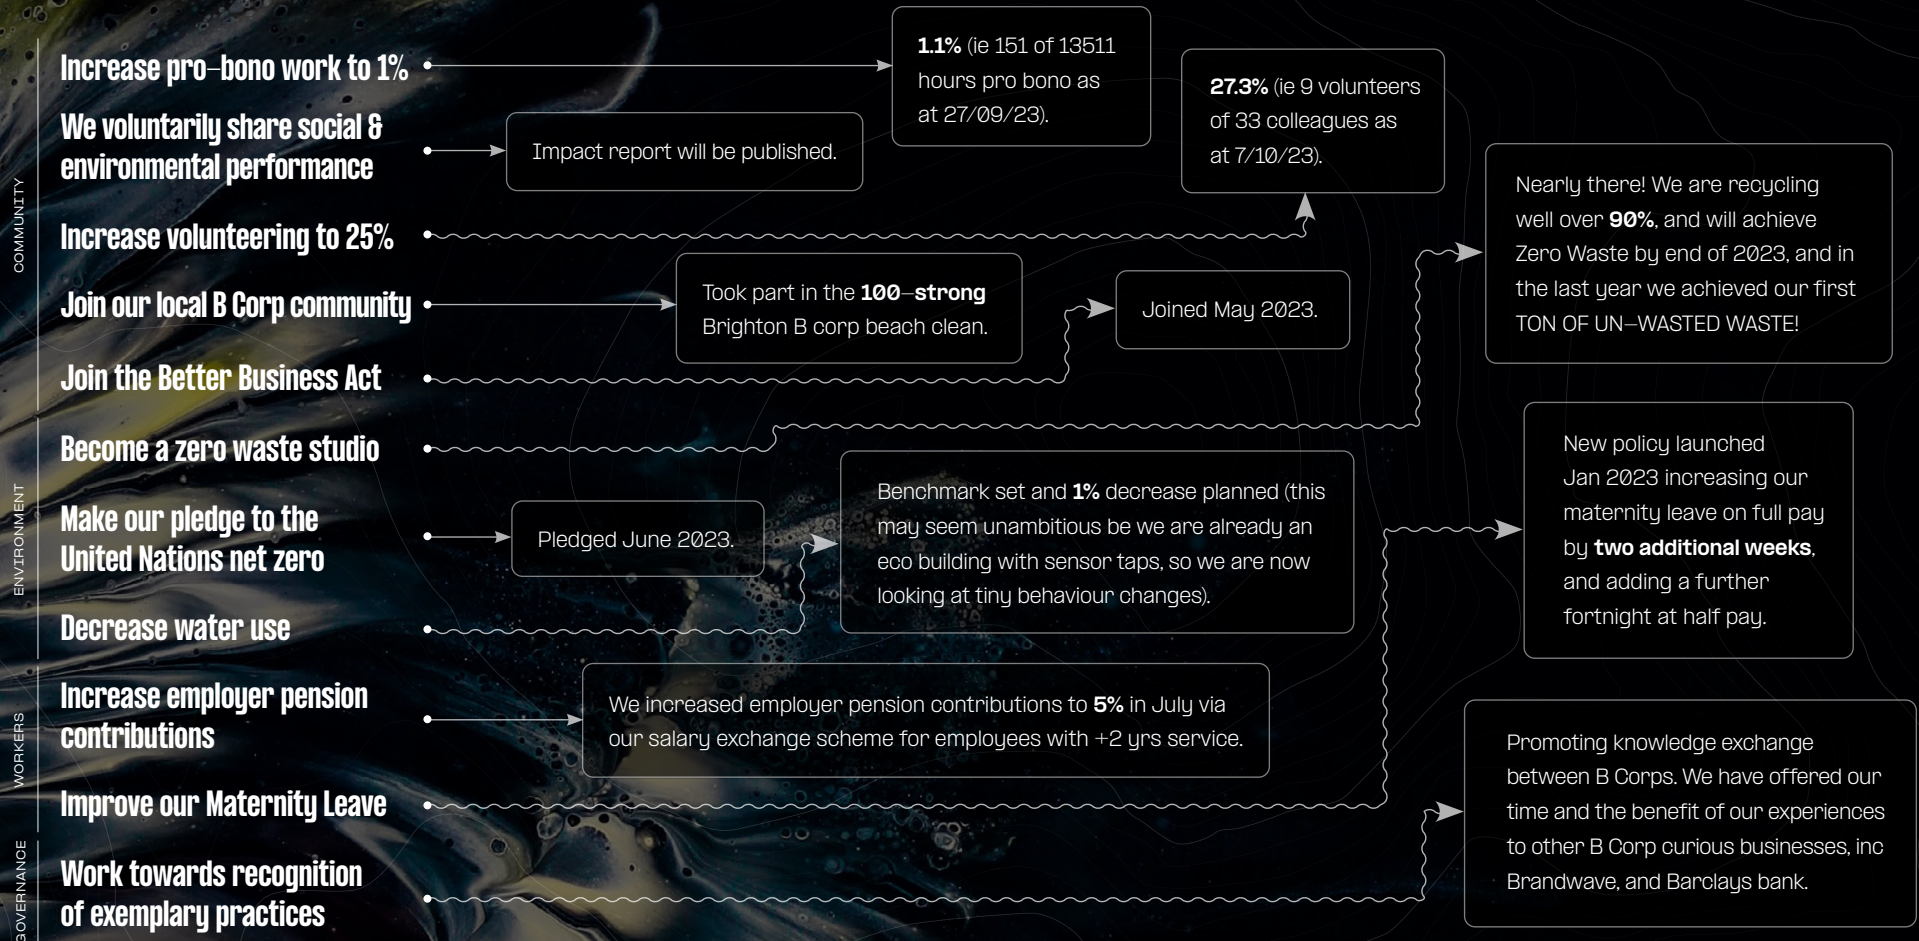 COMMUNITY
Increase pro-bono work to 1%
1.1% (ie 151 of 13511
hours pro bono as
at 27/09/23).
We voluntarily share social &
environmental performance
Impact report will be published.
Increase volunteering to 25%
27.3% (ie 9 volunteers
of 33 colleagues as
at 7/10/23).
Join our local B Corp community
Took part in the 100-strong
Brighton B corp beach clean.
Join the Better Business Act
Joined May 2023.
ENVIRONMENT
Become a zero waste studio
Nearly there! We are recycling
well over 90%, and will achieve
Zero Waste by end of 2023, and in
the last year we achieved our first
TON OF UN-WASTED WASTE!
Make our pledge to the
United Nations net zero
Pledged June 2023.
Decrease water use
Benchmark set and 1% decrease planned (this
may seem unambitious be we are already an
eco building with sensor taps, so we are now
looking at tiny behaviour changes).
WORKERS
Increase employer pension
contributions
We increased employer pension contributions to 5% in July via
our salary exchange scheme for employees with +2 yrs service.
Improve our Maternity Leave
New policy launched
Jan 2023 increasing our
maternity leave on full pay
by two additional weeks,
and adding a further
fortnight at half pay.
GOVERNANCE
Work towards recognition
of exemplary practices
Promoting knowledge exchange
between B Corps. We have offered our
time and the benefit of our experiences
to other B Corp curious businesses, inc
Brandwave, and Barclays bank.